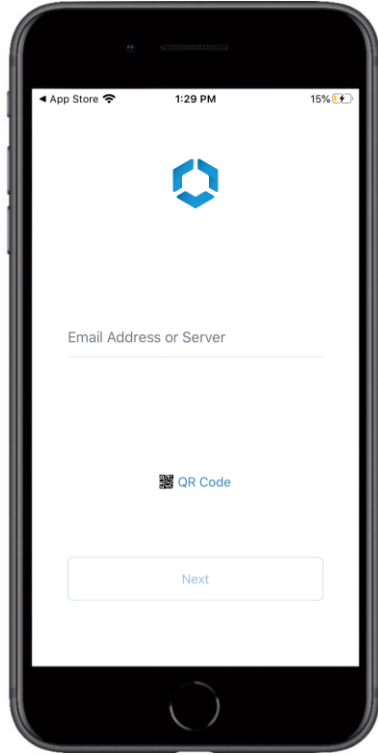 ◀ App Store 1:29 PM 15%
Email Address or Server
QR Code
Next